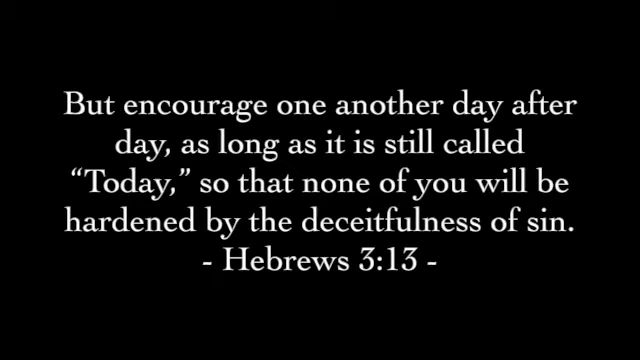 But encourage one another day after
day, as long as it is still called
“Today,” so that none of you will be
hardened by the deceitfulness of sin.
- Hebrews 3:13 -